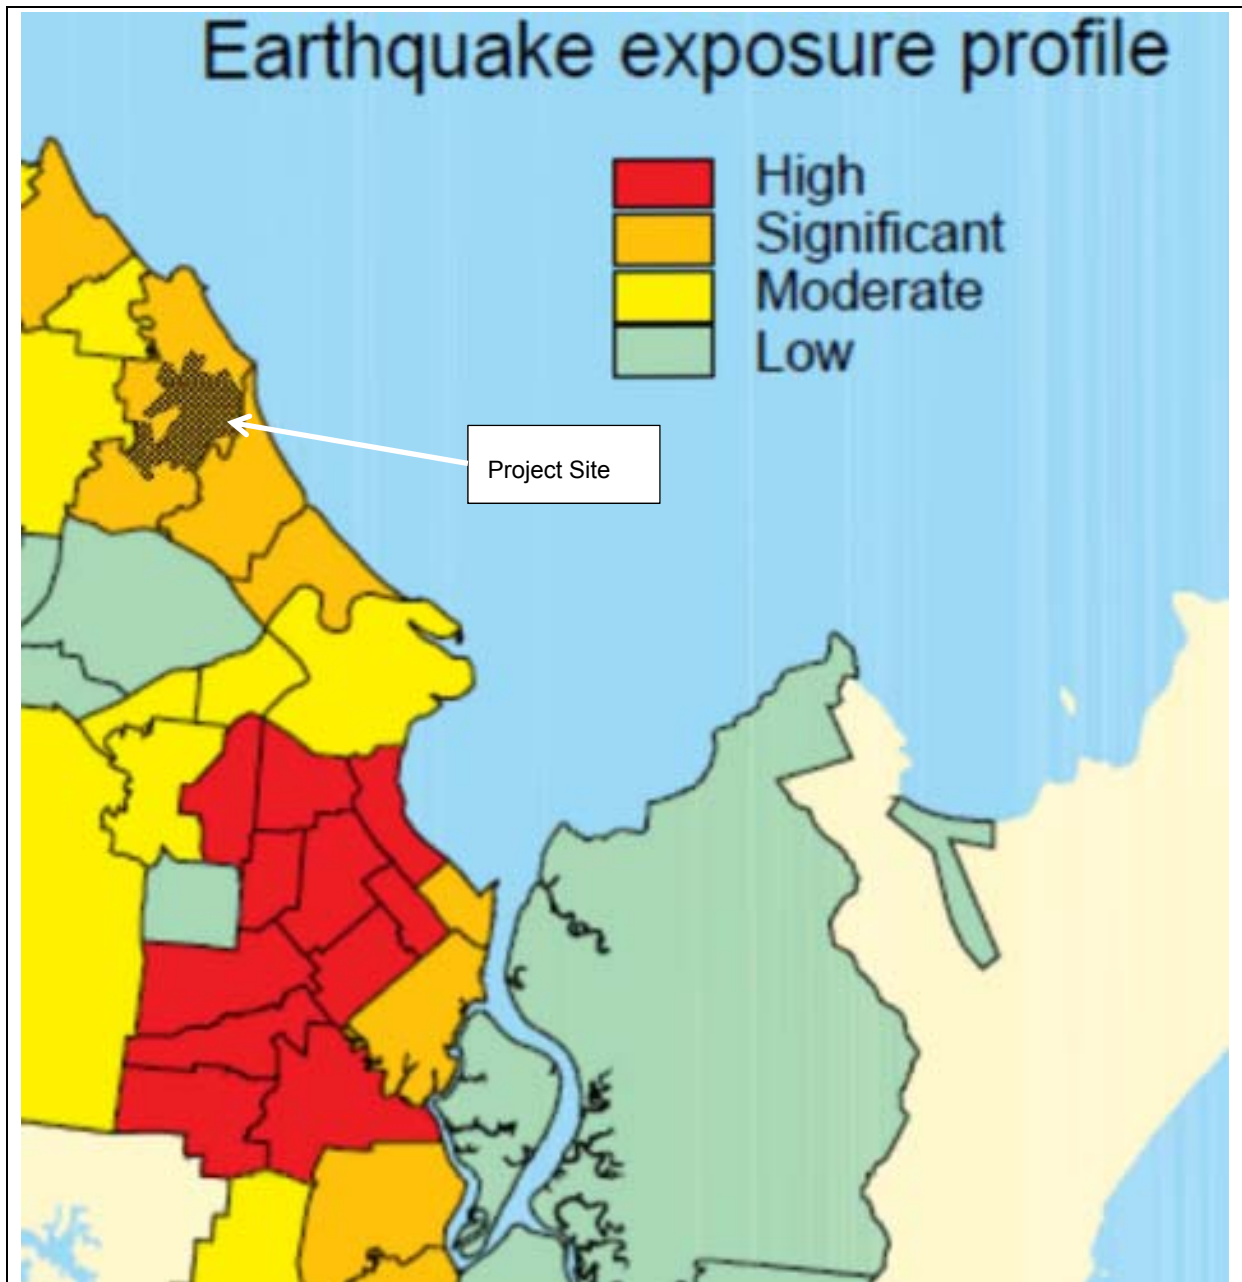 Earthquake exposure profile
High
Significant
Moderate
Low
Project Site